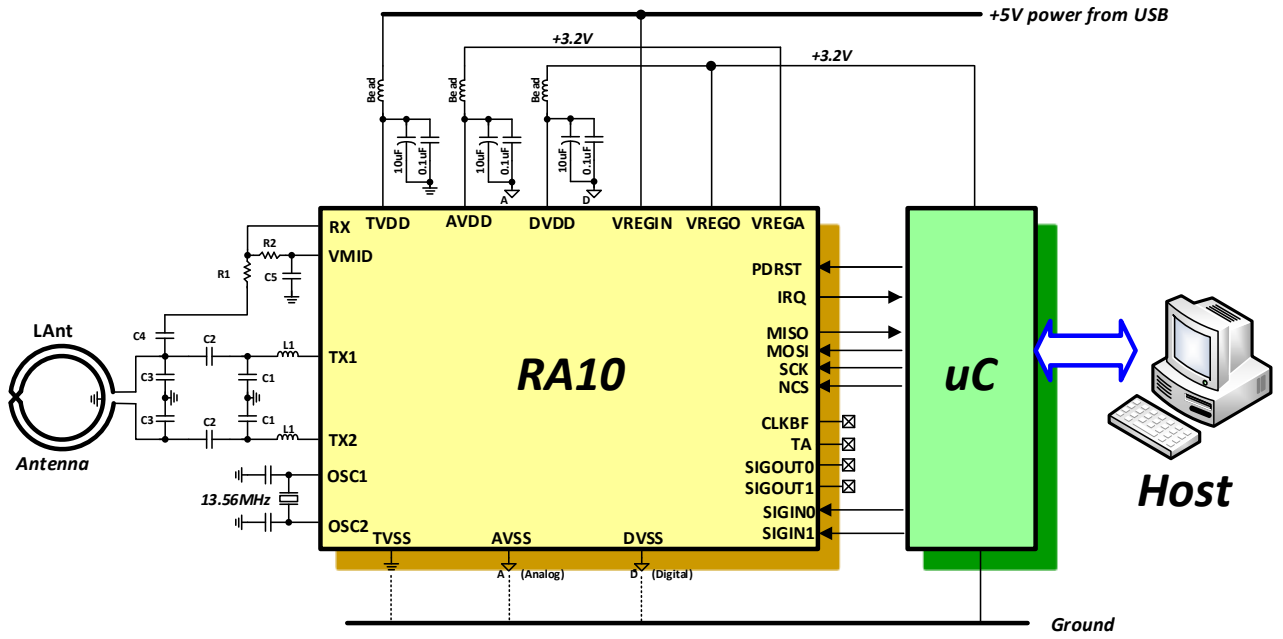 +5V power from USB
+3.2V
+3.2V
Bead
Bead
Bead
10uF
0.1uF
10uF
0.1uF
10uF
0.1uF
A
D
RX
TVDD
AVDD
DVDD
VREGIN
VREGO
VREGA
R2
VMID
R1
C5
PDRST
IRQ
C4
LAnt
C2
L1
TX1
MISO
MOSI
SCK
NCS
RA10
uC
C3
C1
C3
C1
C2
L1
TX2
CLKBF
TA
SIGOUT0
SIGOUT1
SIGIN0
SIGIN1
Antenna
OSC1
13.56MHz
OSC2
Host
TVSS
AVSS
DVSS
A (Analog)
D (Digital)
Ground